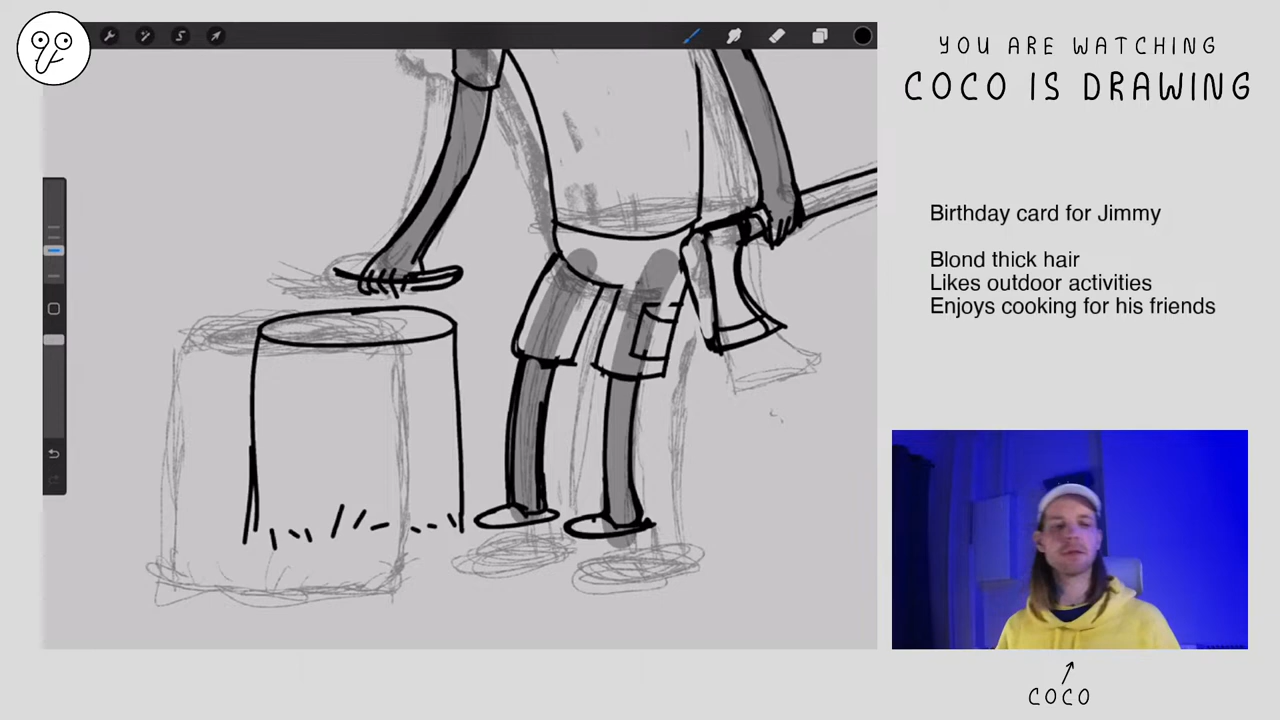 YOU ARE WATCHING
COCO IS DRAWING
Birthday card for Jimmy
Blond thick hair
Likes outdoor activities
Enjoys cooking for his friends
COCO